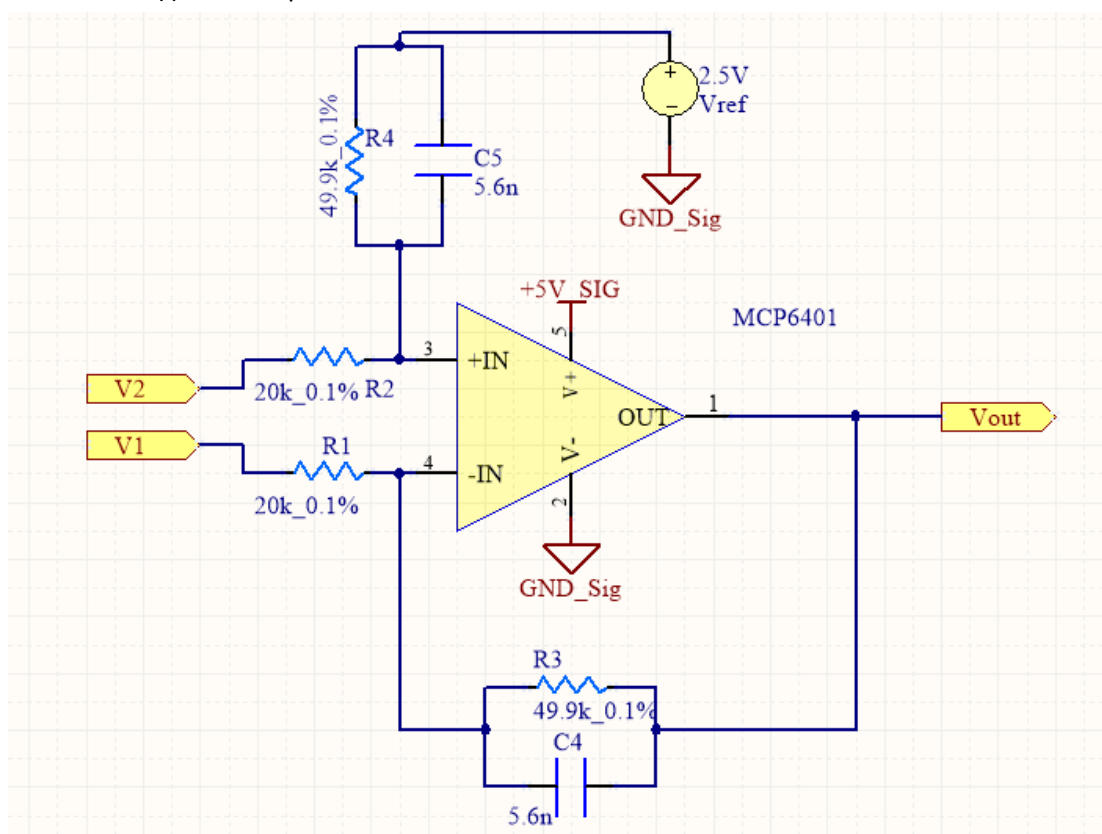 +
2.5V
−
Vref
49.9k_0.1%
R4
C5
5.6n
GND_Sig
+5V_SIG
MCP6401
5
3
+IN
V+
V2
20k_0.1%
R2
OUT
1
Vout
V1
R1
4
-IN
V-
20k_0.1%
2
GND_Sig
R3
49.9k_0.1%
C4
5.6n